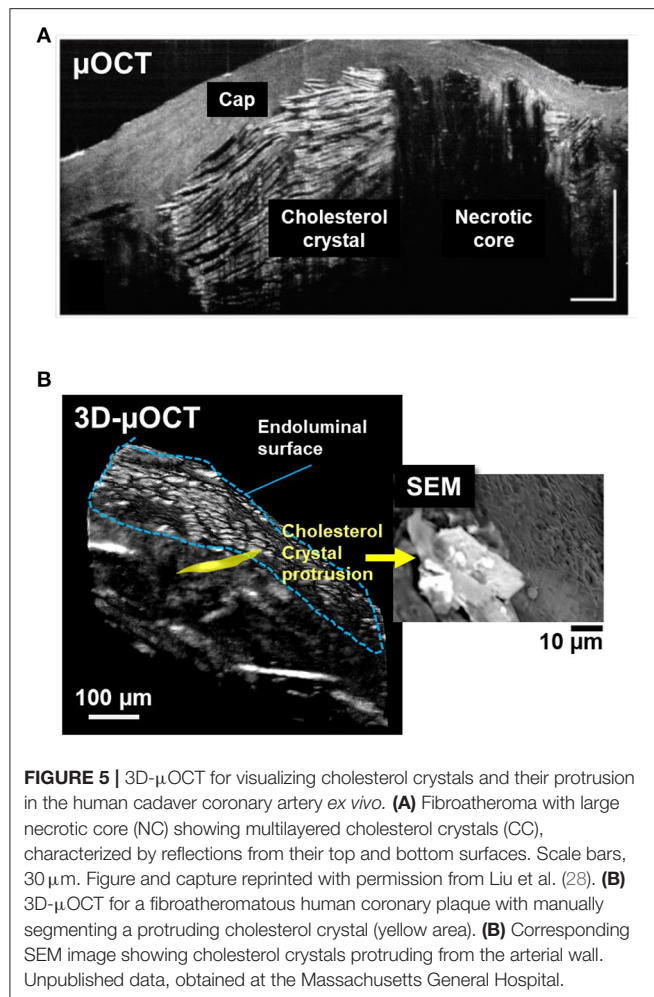 A
µOCT
Cap
Cholesterol
crystal
Necrotic
core
B
3D-µOCT
Endoluminal
surface
SEM
Cholesterol
Crystal
protrusion
100 µm
10 µm
FIGURE 5 | 3D-µOCT for visualizing cholesterol crystals and their protrusion
in the human cadaver coronary artery ex vivo. (A) Fibroatheroma with large
necrotic core (NC) showing multilayered cholesterol crystals (CC),
characterized by reflections from their top and bottom surfaces. Scale bars,
30 µm. Figure and capture reprinted with permission from Liu et al. (28). (B)
3D-µOCT for a fibroatheromatous human coronary plaque with manually
segmenting a protruding cholesterol crystal (yellow area). (B) Corresponding
SEM image showing cholesterol crystals protruding from the arterial wall.
Unpublished data, obtained at the Massachusetts General Hospital.